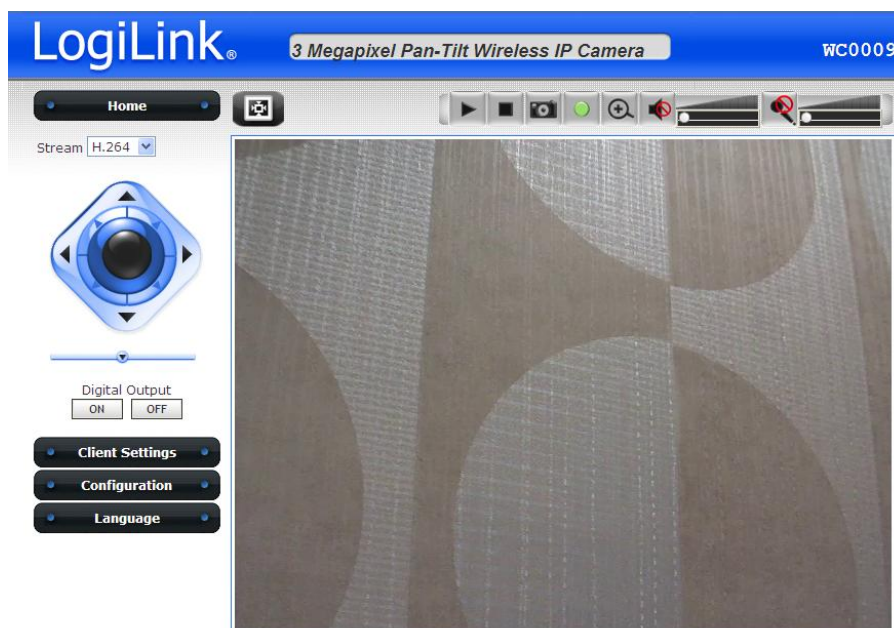 LogiLink®
3 Megapixel Pan-Tilt Wireless IP Camera
WC0009
Home
Stream H.264
Digital Output
ON OFF
Client Settings
Configuration
Language